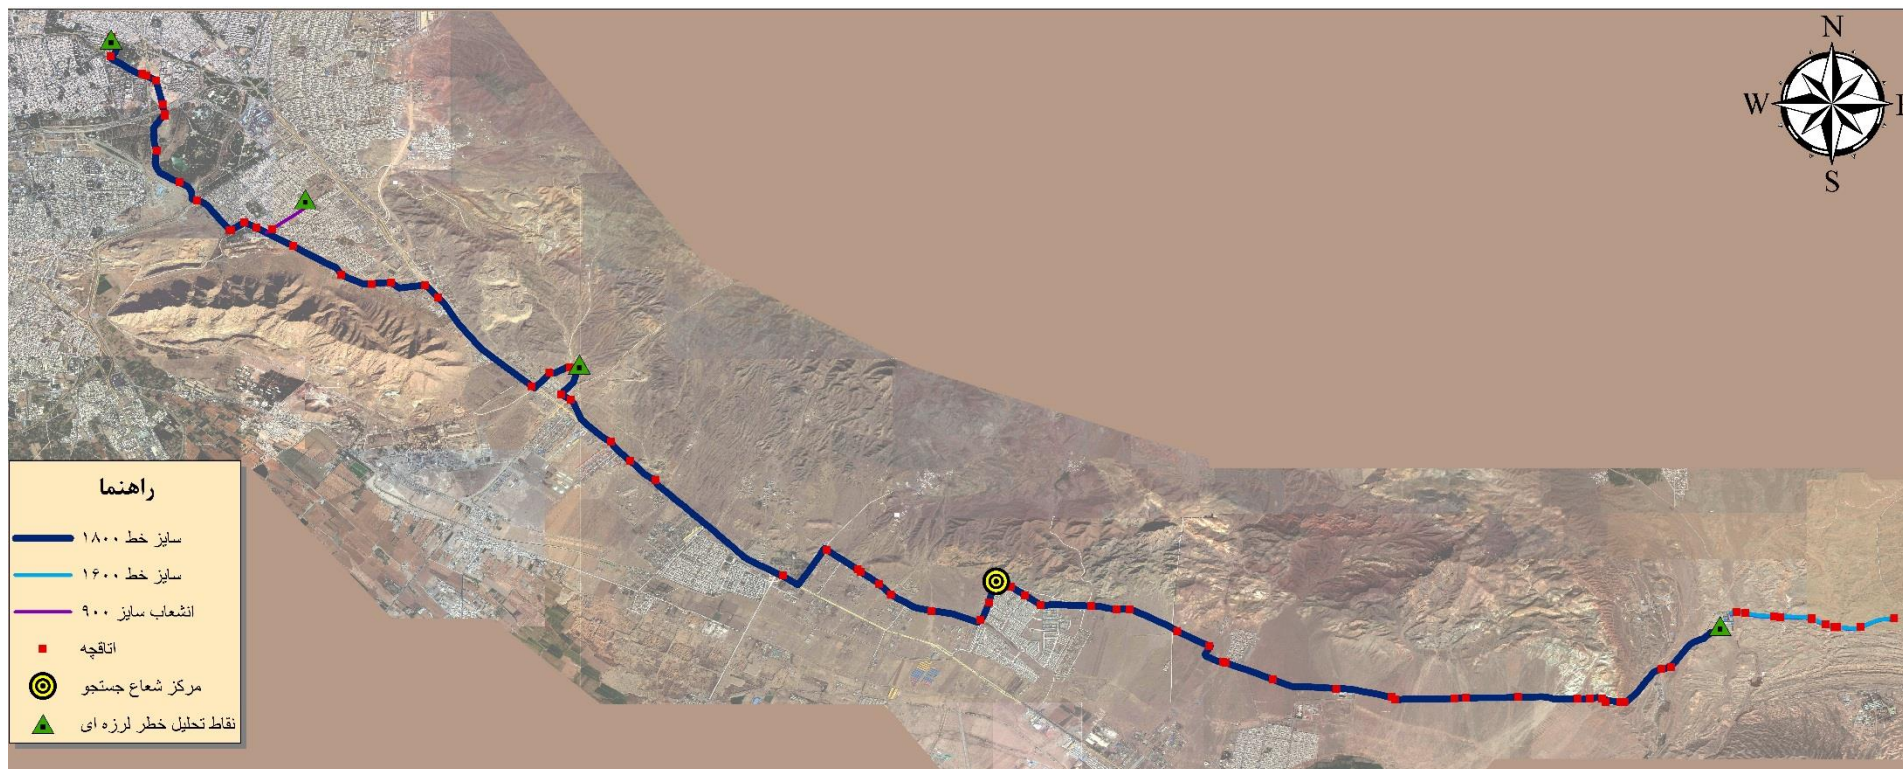 N
W
E
S
راهنما
سایز خط ۱۸۰۰
سایز خط ۱۶۰۰
انشعاب سایز ۹۰۰
اتاقچه
مرکز شعاع جستجو
نقاط تحلیل خطر لرزه ای